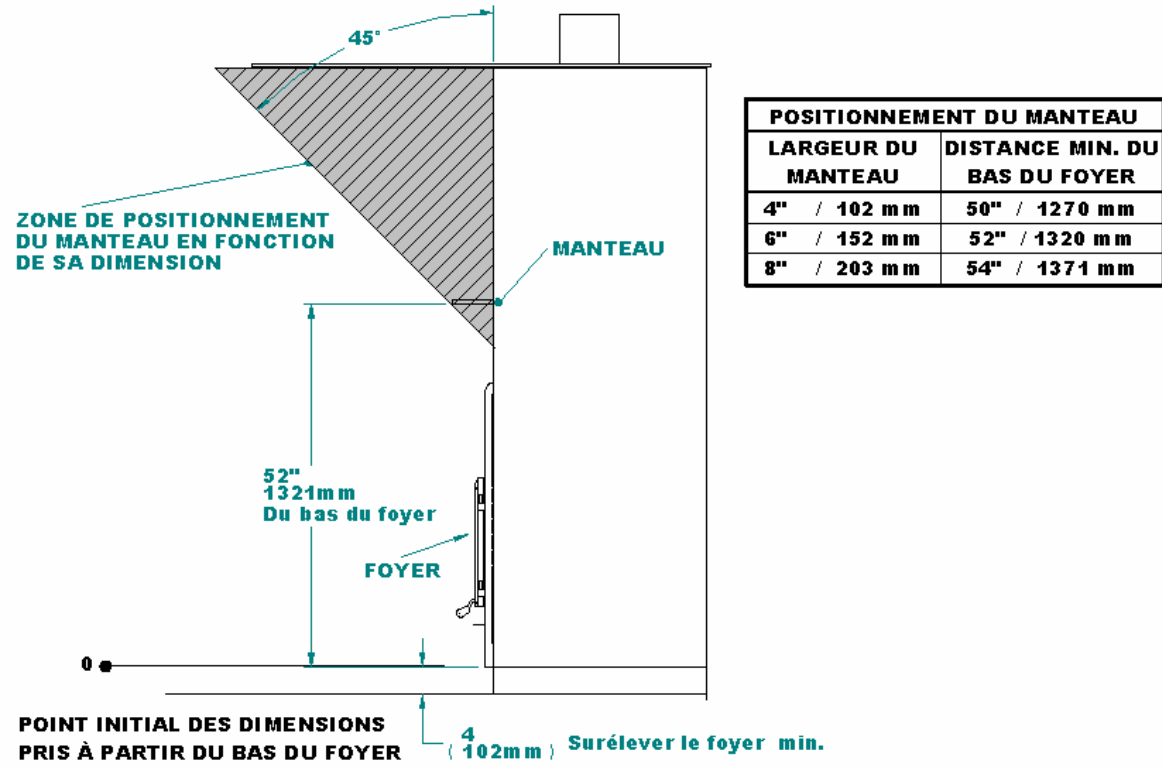 45°
ZONE DE POSITIONNEMENT
DU MANTEAU EN FONCTION
DE SA DIMENSION
MANTEAU
52"
1321mm
Du bas du foyer
FOYER
0
POINT INITIAL DES DIMENSIONS
PRIS À PARTIR DU BAS DU FOYER
4
( 102mm )
Surélever le foyer min.
POSITIONNEMENT DU MANTEAU
LARGEUR DU MANTEAU
DISTANCE MIN. DU BAS DU FOYER
4" / 102 mm 50" / 1270 mm
6" / 152 mm 52" / 1320 mm
8" / 203 mm 54" / 1371 mm